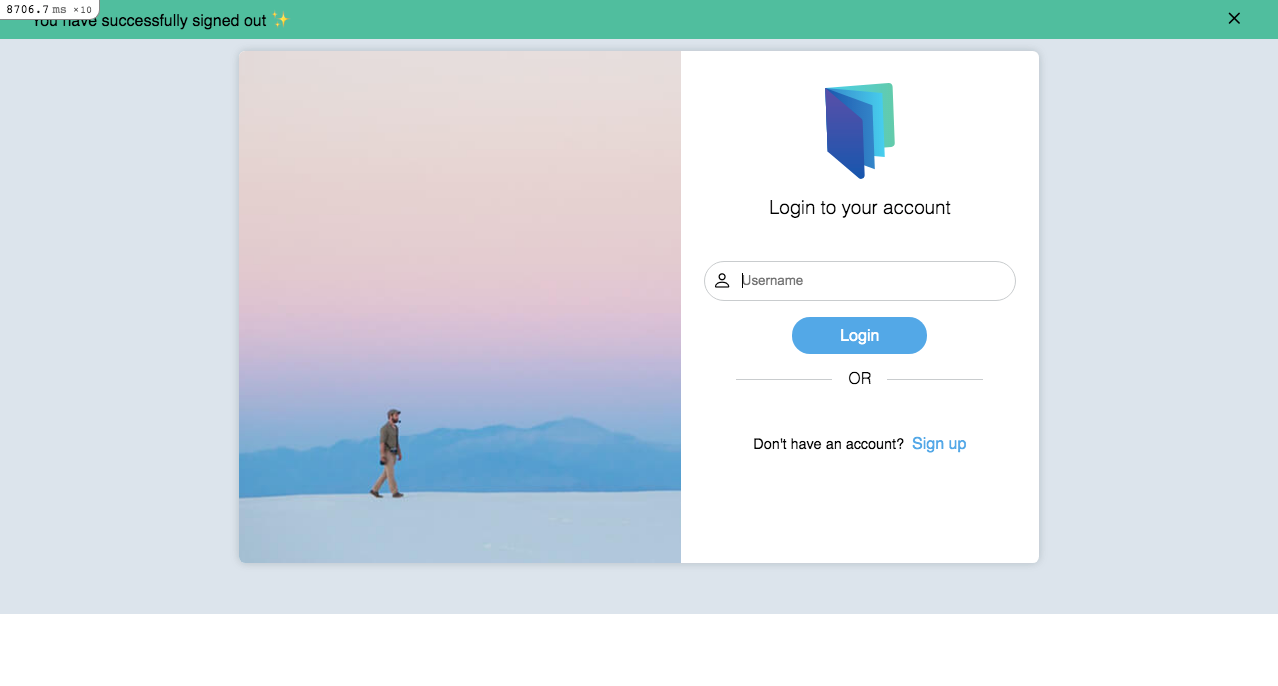 8706.7 ms ×10
You have successfully signed out ✨
Login to your account
Username
Login
OR
Don't have an account? Sign up